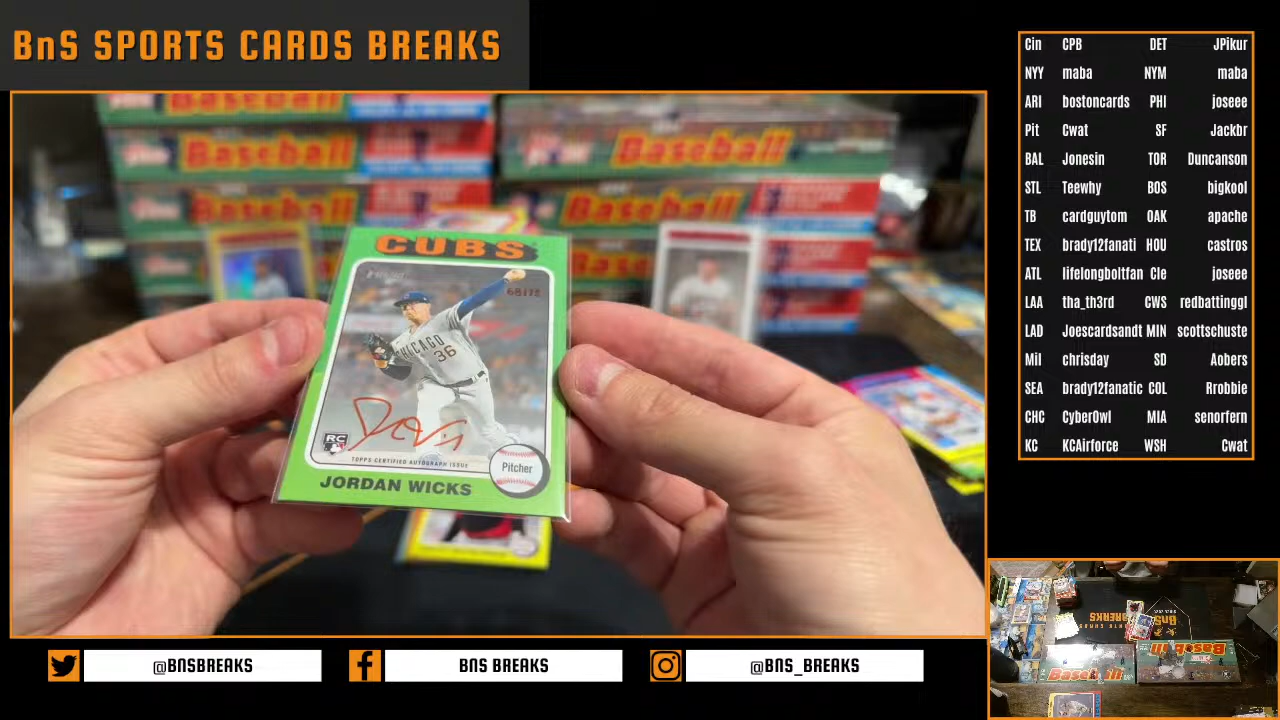 BnS SPORTS CARDS BREAKS
Baseball
Baseball
Baseball
Baseball
Baseball
CUBS
68/75
CHICAGO
36
RC
TOPPS CERTIFIED AUTOGRAPH ISSUE
Pitcher
JORDAN WICKS
Cin CPB DET JPikur
NYY maba NYM maba
ARI bostoncards PHI joseee
Pit Cwat SF Jackbr
BAL Jonesin TOR Duncanson
STL Teewhy BOS bigkool
TB cardguytom OAK apache
TEX brady12fanati HOU castros
ATL lifelongboltfan Cle joseee
LAA tha_th3rd CWS redbattinggl
LAD Joescardsandt MIN scottschuste
Mil chrisday SD Aobers
SEA brady12fanatic COL Rrobbie
CHC CyberOwl MIA senorfern
KC KCAirforce WSH Cwat
BREAKS
Baseball
Baseball
@BNSBREAKS
BNS BREAKS
@BNS_BREAKS